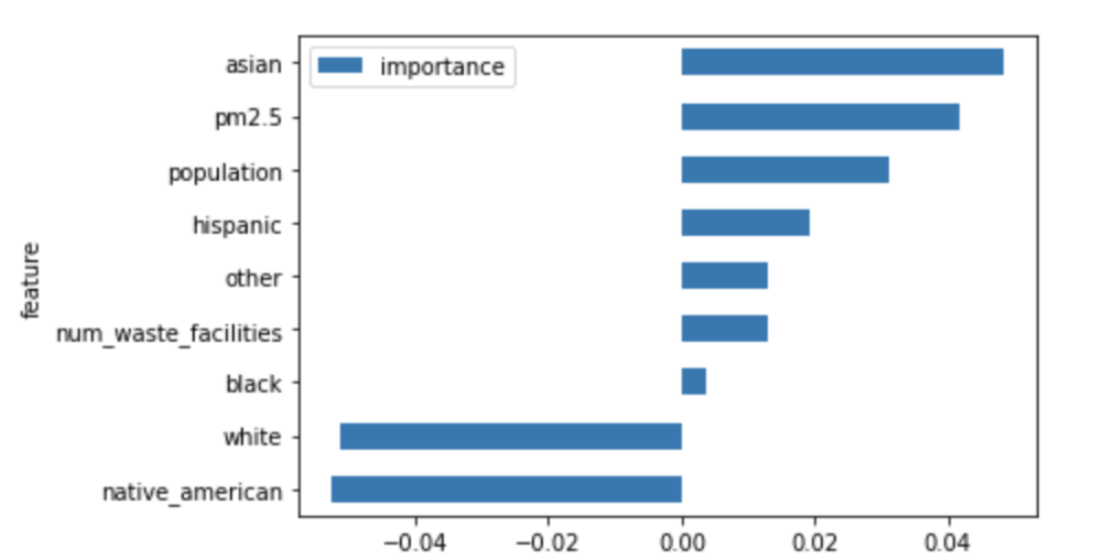 importance
asian
pm2.5
population
hispanic
other
num_waste_facilities
black
white
native_american
feature
−0.04
−0.02
0.00
0.02
0.04